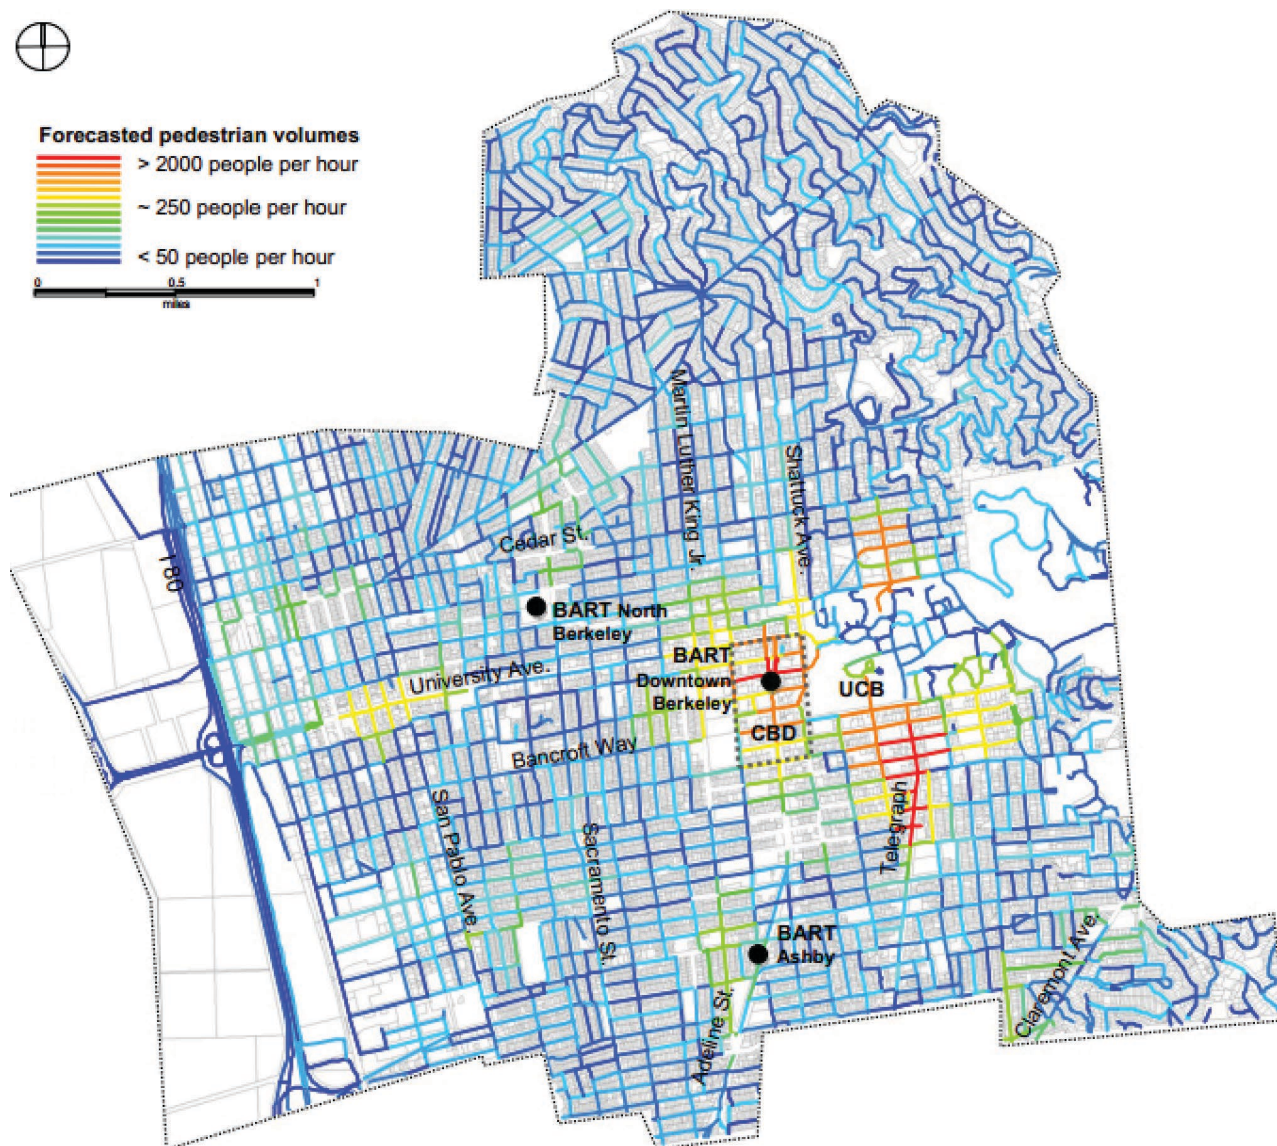 Forecasted pedestrian volumes
> 2000 people per hour
~ 250 people per hour
< 50 people per hour
0 0.5 1
miles
Martin Luther King Jr.
Shattuck Ave.
Cedar St.
I 80
BART North
Berkeley
BART
Downtown
Berkeley
University Ave.
UCB
CBD
Bancroft Way
San Pablo Ave.
Sacramento St.
Telegraph
BART
Ashby
Claremont Ave.
Adeline St.